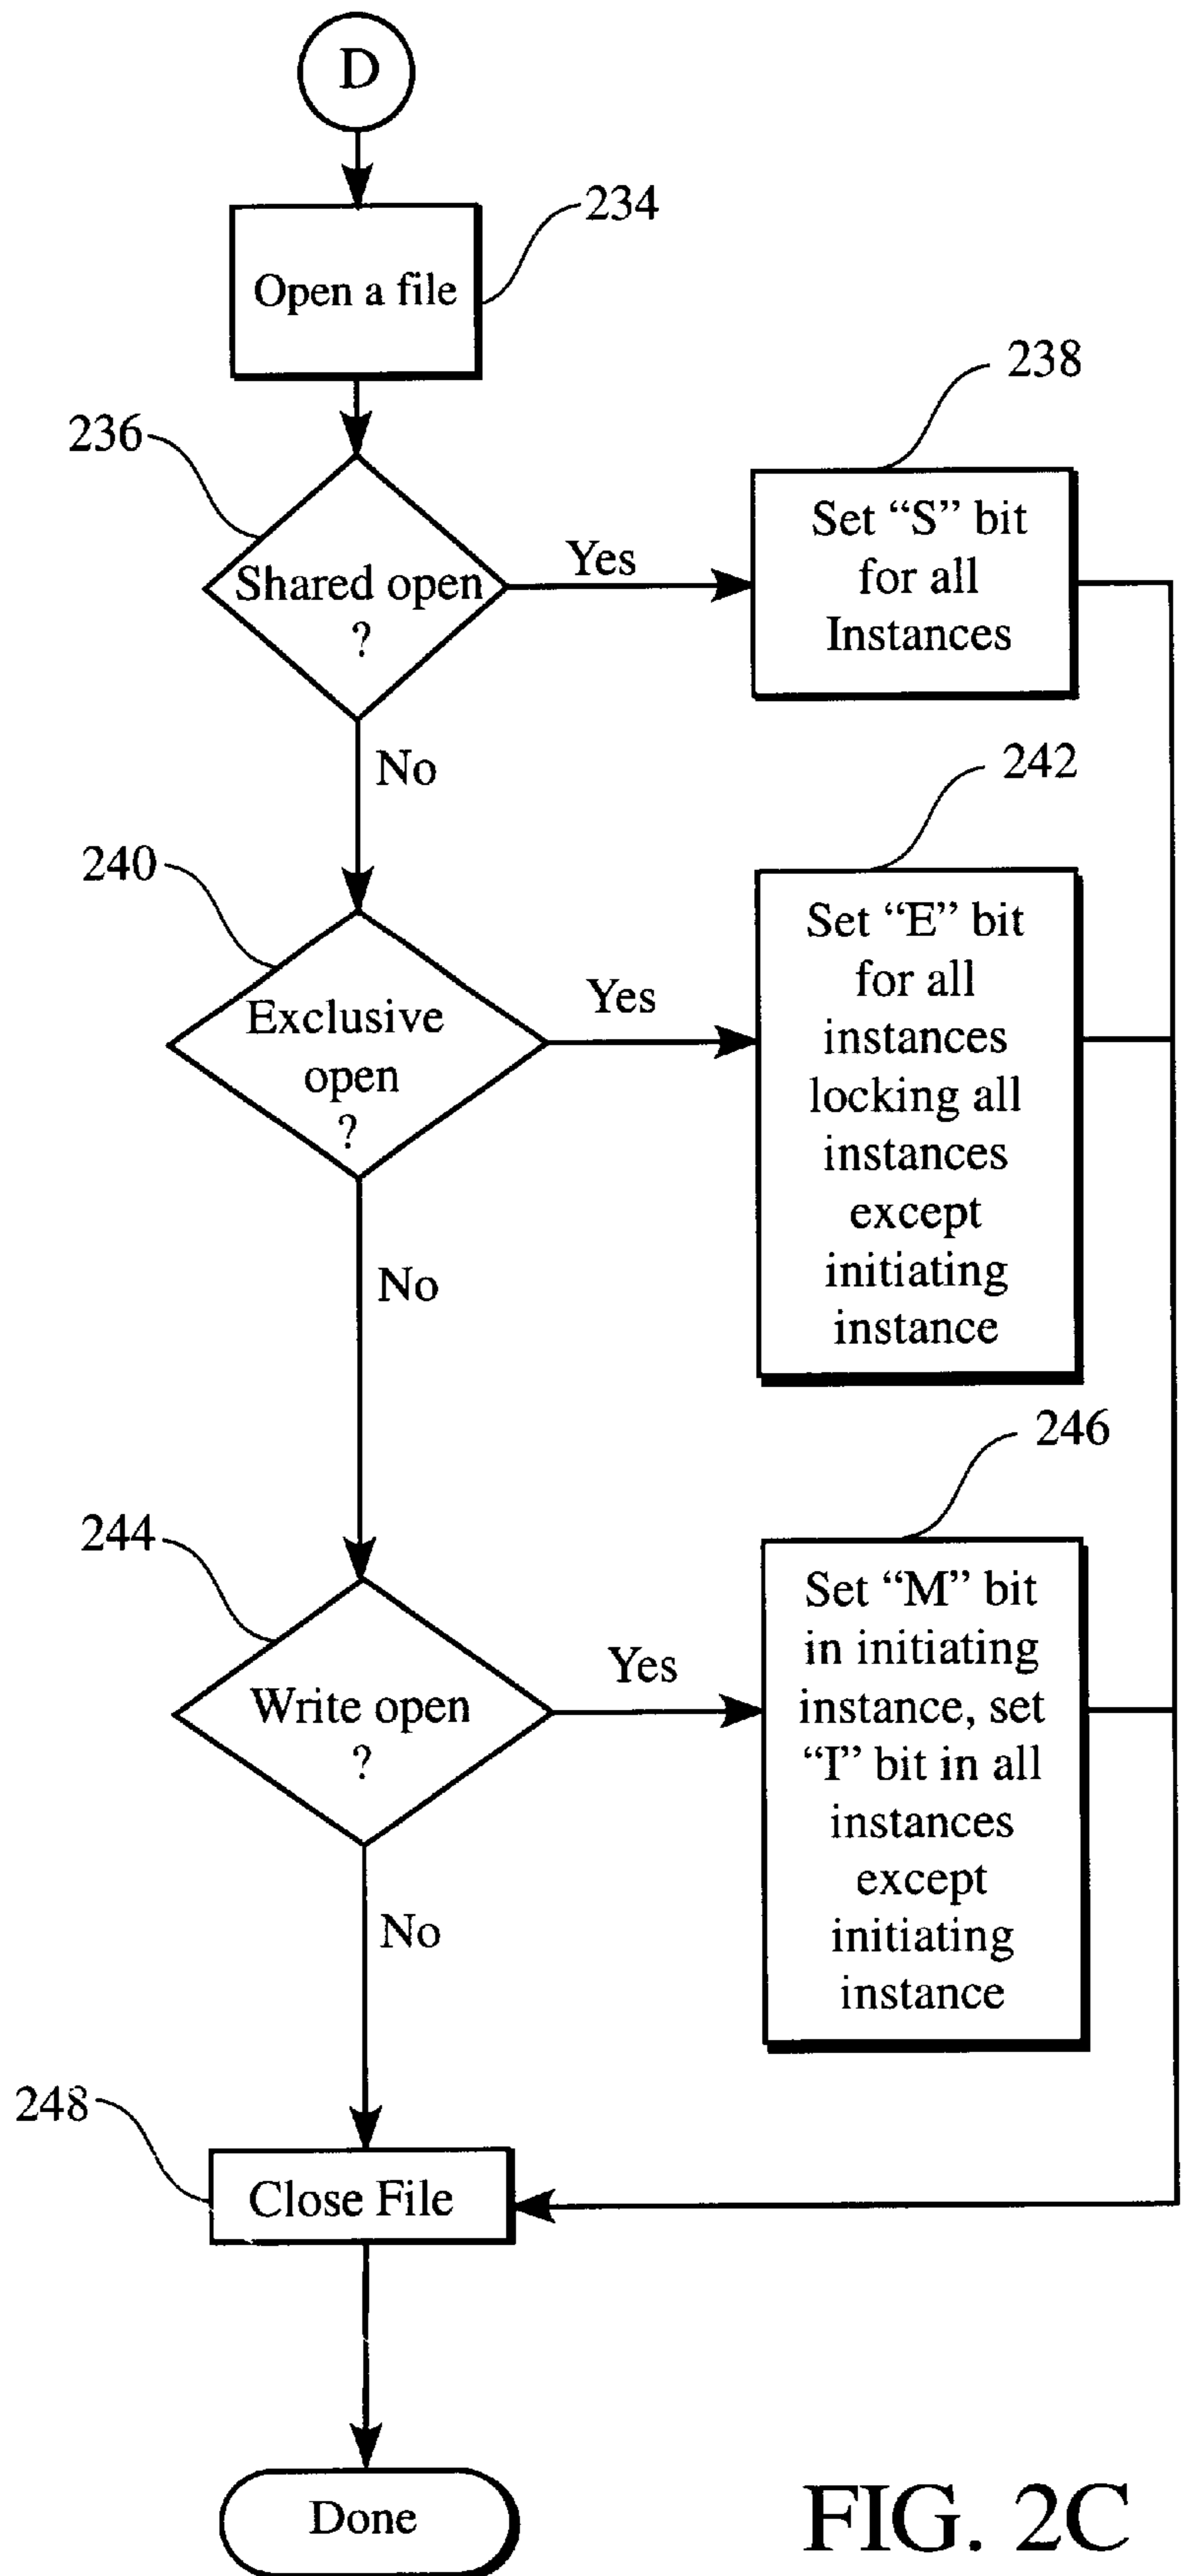 D
234
Open a file
238
236
Set “S” bit
for all
Instances
Yes
Shared open
?
No
242
240
Set “E” bit
for all
instances
locking all
instances
except
initiating
instance
Yes
Exclusive
open
?
No
246
244
Set “M” bit
in initiating
instance, set
“I” bit in all
instances
except
initiating
instance
Yes
Write open
?
No
248
Close File
Done
FIG. 2C